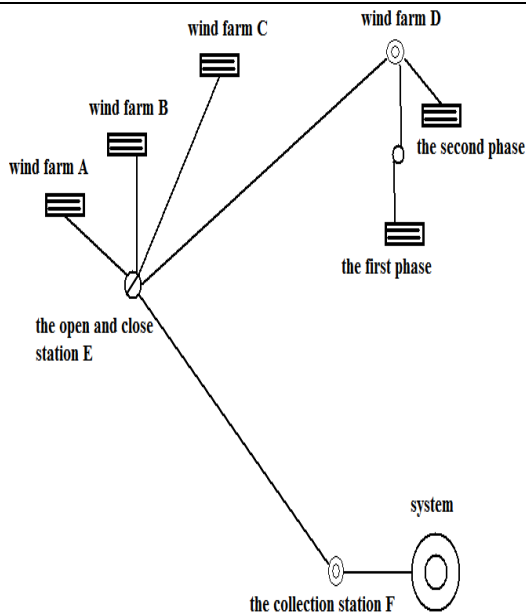 wind farm D
wind farm C
wind farm B
the second phase
wind farm A
the first phase
the open and close
station E
system
the collection station F